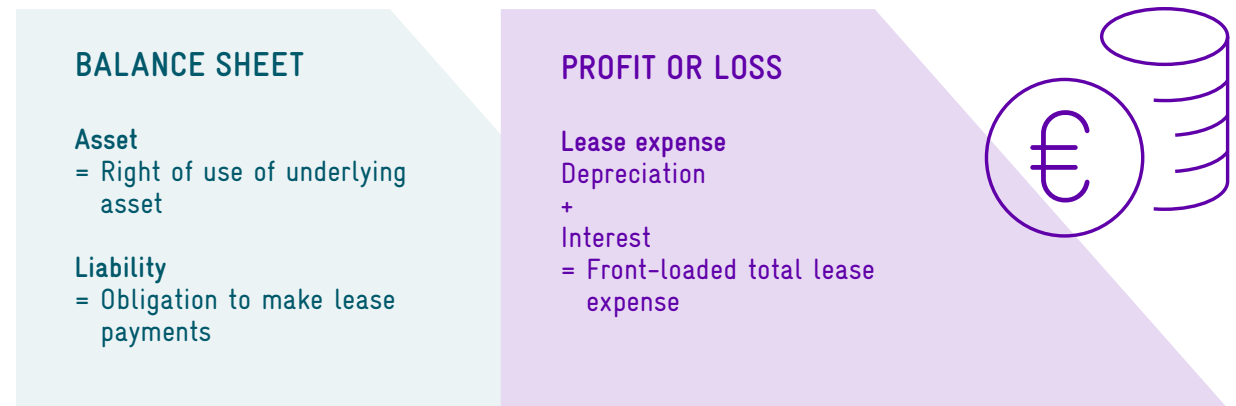 BALANCE SHEET
Asset
= Right of use of underlying
asset
Liability
= Obligation to make lease
payments
PROFIT OR LOSS
Lease expense
Depreciation
+
Interest
= Front-loaded total lease
expense
€